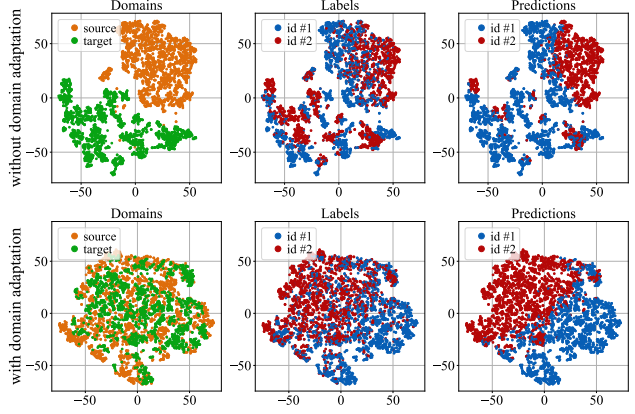 Domains
Labels
Predictions
without domain adaptation
50
0
−50
source
target
id #1
id #2
id #1
id #2
−50
0
50
−50
0
50
−50
0
50
Domains
Labels
Predictions
with domain adaptation
50
0
−50
source
target
id #1
id #2
id #1
id #2
−50
0
50
−50
0
50
−50
0
50